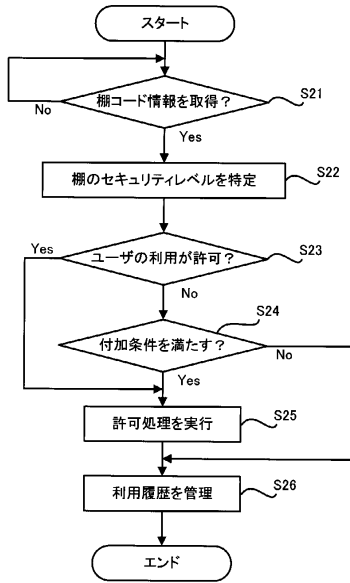 スタート
棚コード情報を取得？
S21
No
Yes
棚のセキュリティレベルを特定
S22
Yes
ユーザの利用が許可？
S23
No
S24
付加条件を満たす？
No
Yes
許可処理を実行
S25
利用履歴を管理
S26
エンド